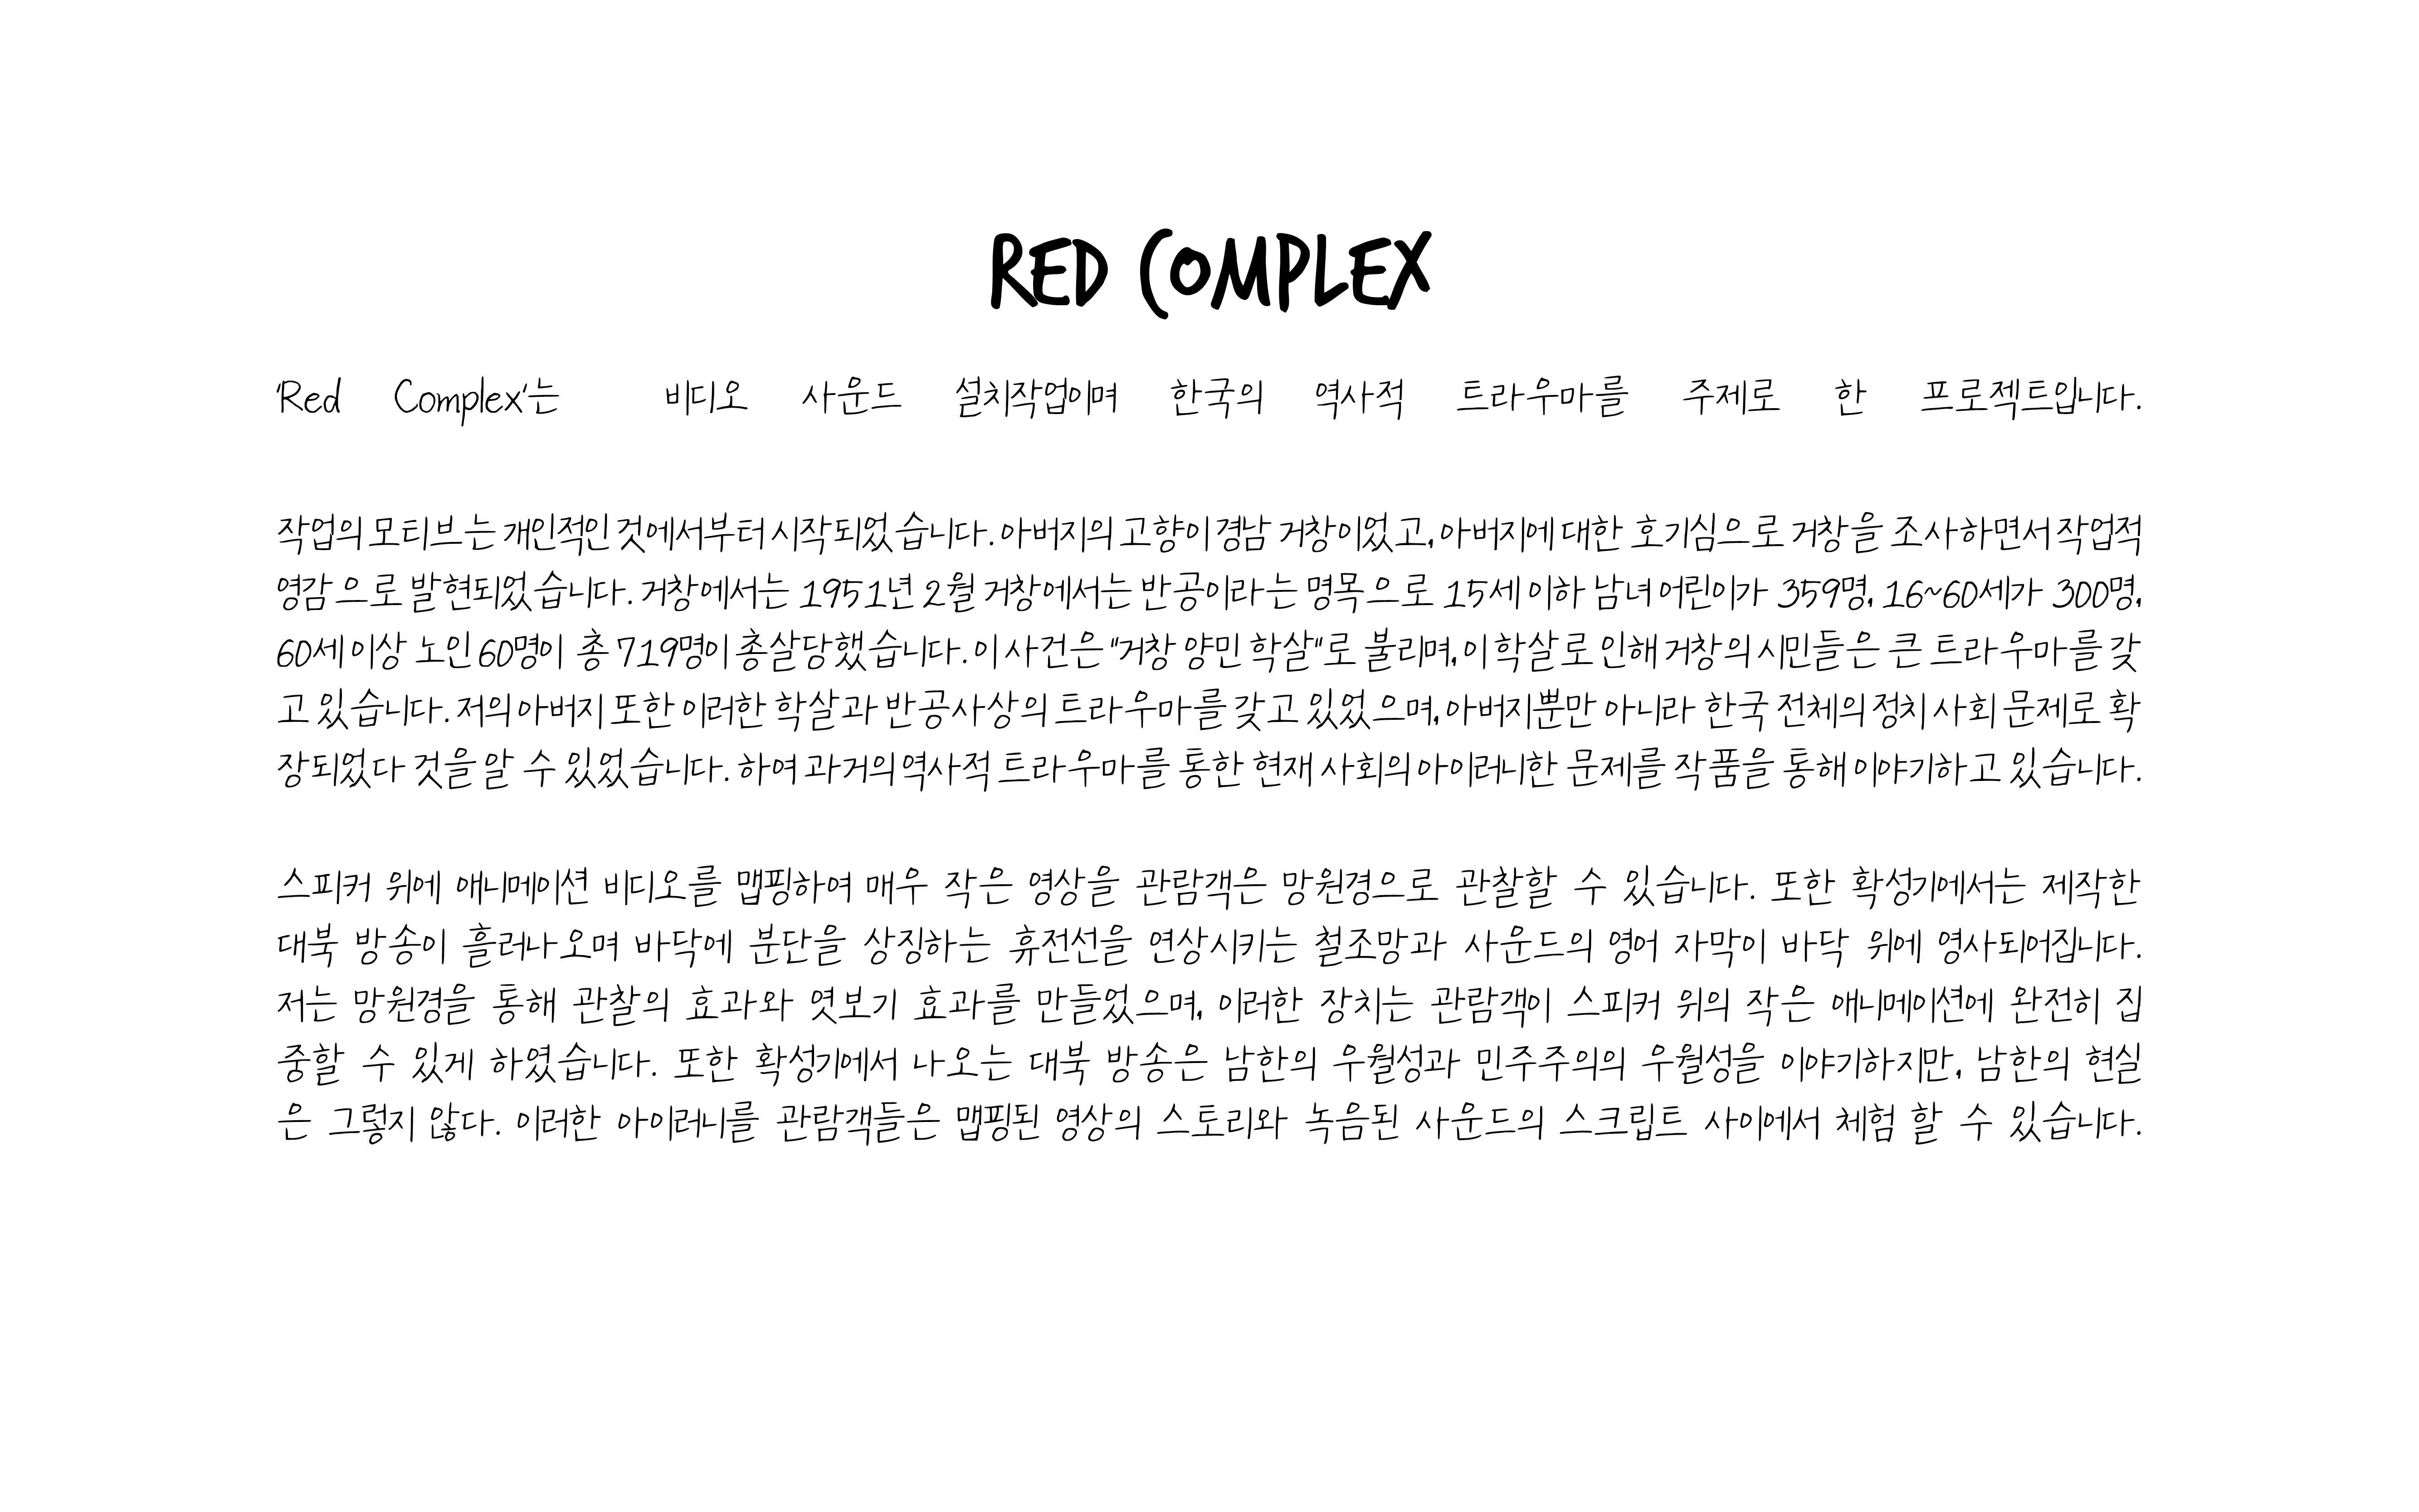 RED COMPLEX
'Red Complex'는 비디오 사운드 설치작업이며 한국의 역사적 트라우마를 주제로 한 프로젝트입니다.
작업의 모티브는 개인적인 것에서부터 시작되었습니다. 아버지의 고향이 경남 거창이었고, 아버지에 대한 호기심으로 거창을 조사하면서 작업적
영감으로 발현되었습니다. 거창에서는 1951년 2월 거창에서는 반공이라는 명목으로 15세 이하 남녀 어린이가 359명, 16~60세가 300명,
60세 이상 노인 60명이 총 719명이 총살당했습니다. 이 사건은 "거창 양민 학살"로 불리며, 이 학살로 인해 거창의 시민들은 큰 트라우마를 갖
고 있습니다. 저의 아버지 또한 이러한 학살과 반공사상의 트라우마를 갖고 있었으며, 아버지뿐만 아니라 한국 전체의 정치 사회 문제로 확
장되었다 것을 알 수 있었습니다. 하여 과거의 역사적 트라우마를 통한 현재 사회의 아이러니한 문제를 작품을 통해 이야기하고 있습니다.
스피커 위에 애니메이션 비디오를 맵핑하여 매우 작은 영상을 관람객은 망원경으로 관찰할 수 있습니다. 또한 확성기에서는 제작한
대북 방송이 흘러나오며 바닥에 분단을 상징하는 휴전선을 연상시키는 철조망과 사운드의 영어 자막이 바닥 위에 영사되어집니다.
저는 망원경을 통해 관찰의 효과와 엿보기 효과를 만들었으며, 이러한 장치는 관람객이 스피커 위의 작은 애니메이션에 완전히 집
중할 수 있게 하였습니다. 또한 확성기에서 나오는 대북 방송은 남한의 우월성과 민주주의의 우월성을 이야기하지만, 남한의 현실
은 그렇지 않다. 이러한 아이러니를 관람객들은 맵핑된 영상의 스토리와 녹음된 사운드의 스크립트 사이에서 체험 할 수 있습니다.